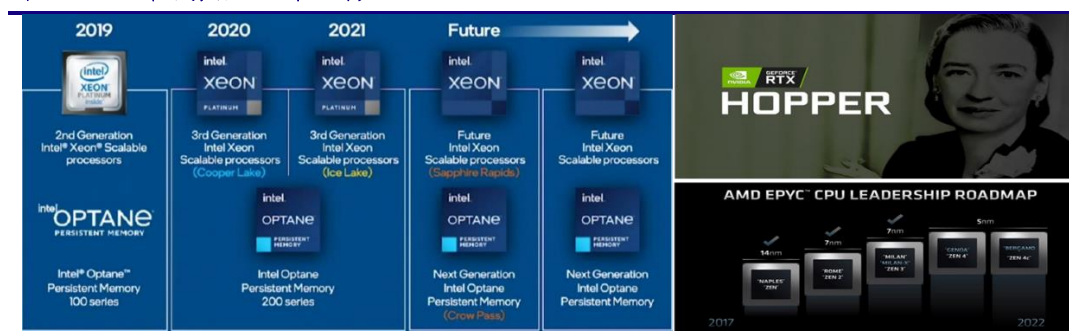 2019
2020
2021
Future
intel
XEON
PLATINUM
inside
intel.
XEON
PLATINUM
intel.
XEON
PLATINUM
intel.
XEON
intel.
XEON
2nd Generation
Intel® Xeon® Scalable
processors
3rd Generation
Intel Xeon
Scalable processors
(Cooper Lake)
3rd Generation
Intel Xeon
Scalable processors
(Ice Lake)
Future
Intel Xeon
Scalable processors
(Sapphire Rapids)
Future
Intel Xeon
Scalable processors
intel
OPTANE
PERSISTENT MEMORY
intel.
OPTANE
PERSISTENT
MEMORY
intel.
OPTANE
PERSISTENT
MEMORY
intel.
OPTANE
PERSISTENT
MEMORY
Intel® Optane™
Persistent Memory
100 series
Intel Optane
Persistent Memory
200 series
Next Generation
Intel Optane
Persistent Memory
(Crow Pass)
Next Generation
Intel Optane
Persistent Memory
NVIDIA.
GEFORCE
RTX
HOPPER
AMD EPYC™ CPU LEADERSHIP ROADMAP
14nm
7nm
7nm
5nm
"NAPLES"
"ZEN"
"ROME"
"ZEN 2"
"MILAN"
"MILAN-X"
"ZEN 3"
"GENOA"
"ZEN 4"
"BERGAMO"
"ZEN 4c"
2017
2022